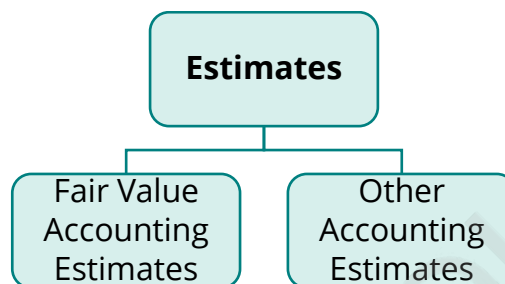 Estimates
Fair Value
Accounting
Estimates
Other
Accounting
Estimates